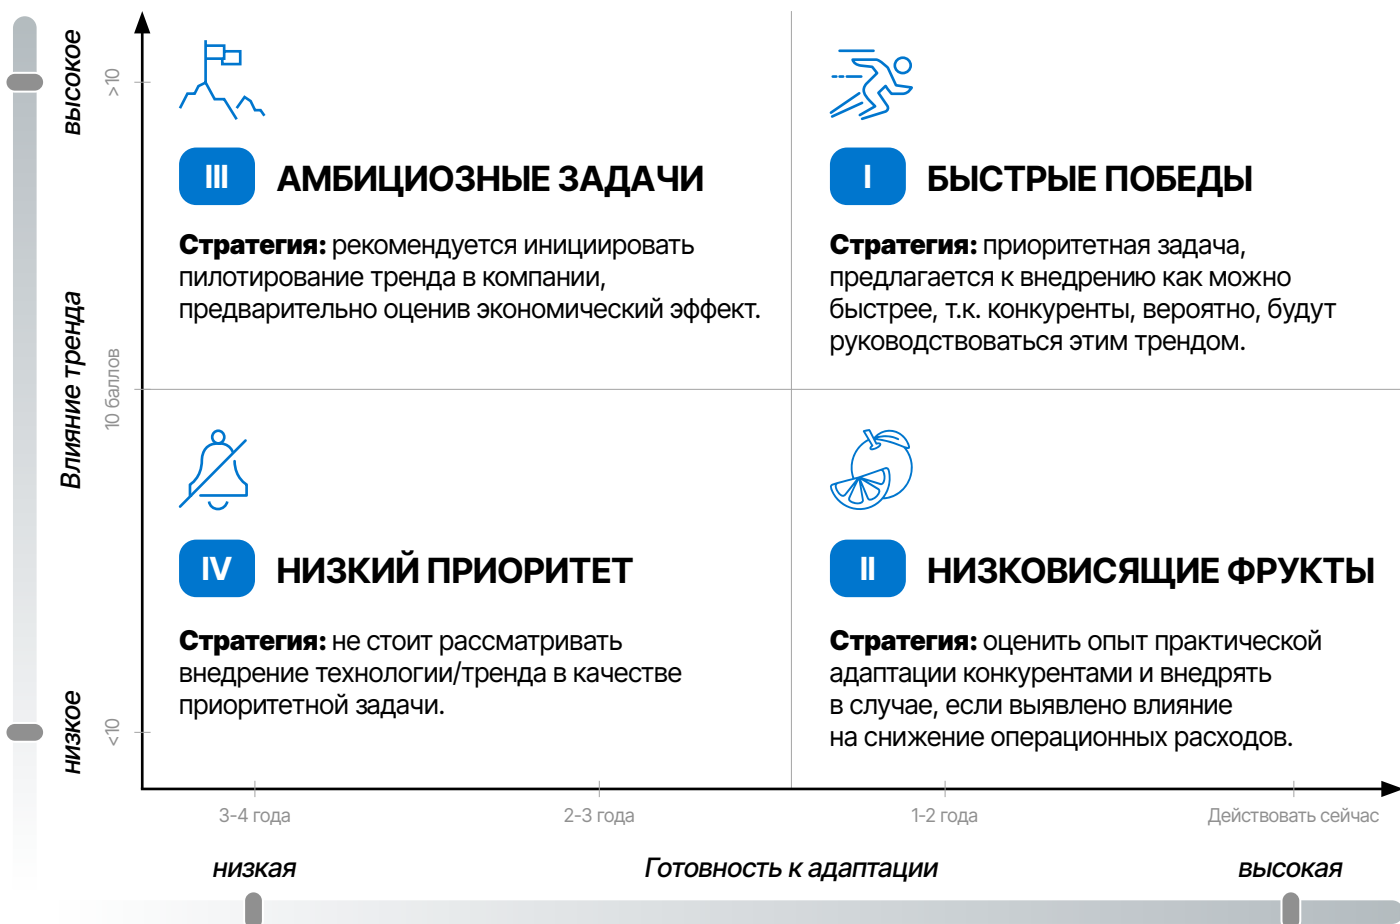 высокое
>10
III
АМБИЦИОЗНЫЕ ЗАДАЧИ
Стратегия: рекомендуется инициировать
пилотирование тренда в компании,
предварительно оценив экономический эффект.
I
БЫСТРЫЕ ПОБЕДЫ
Стратегия: приоритетная задача,
предлагается к внедрению как можно
быстрее, т.к. конкуренты, вероятно, будут
руководствоваться этим трендом.
Влияние тренда
10 баллов
IV
НИЗКИЙ ПРИОРИТЕТ
Стратегия: не стоит рассматривать
внедрение технологии/тренда в качестве
приоритетной задачи.
II
НИЗКОВИСЯЩИЕ ФРУКТЫ
Стратегия: оценить опыт практической
адаптации конкурентами и внедрять
в случае, если выявлено влияние
на снижение операционных расходов.
низкое
<10
3-4 года
2-3 года
1-2 года
Действовать сейчас
низкая
Готовность к адаптации
высокая